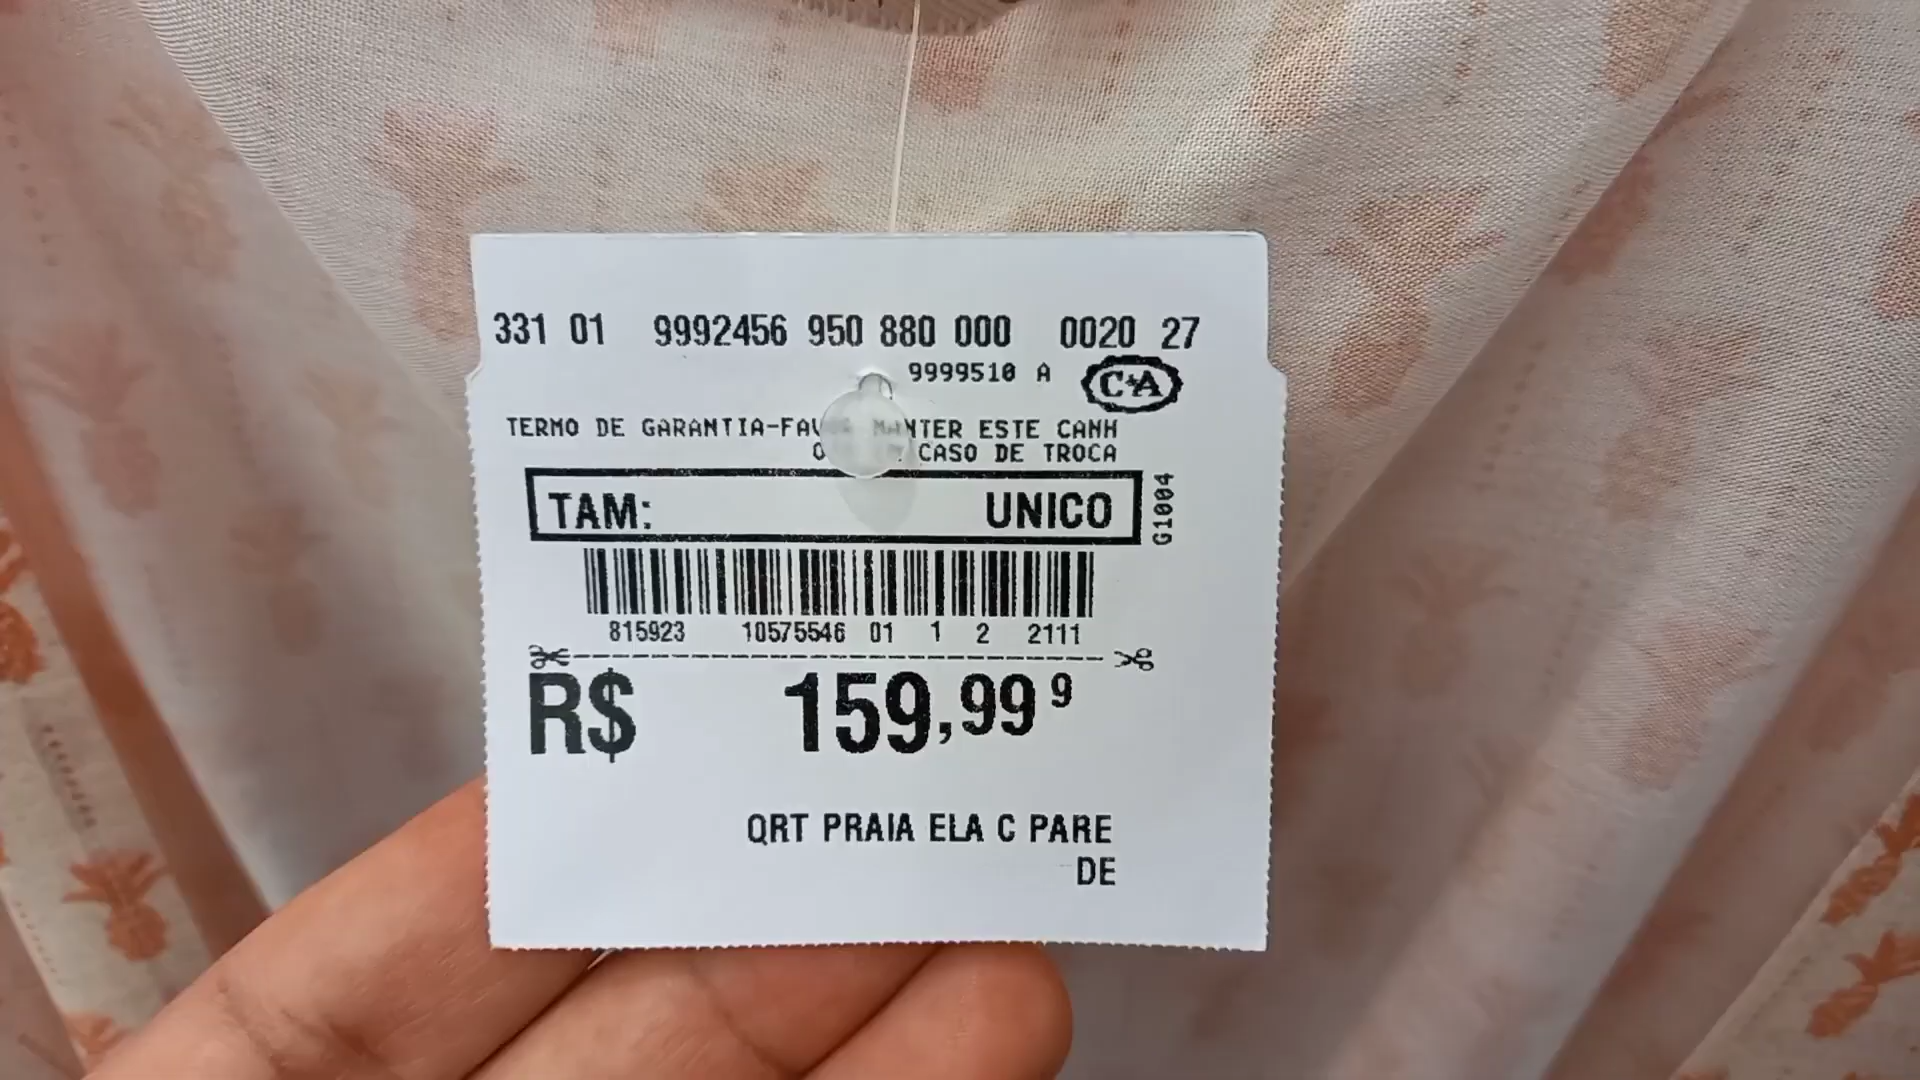 331 01 9992456 950 880 000 0020 27
9999510 A C&A
TERMO DE GARANTIA-FAVOR MANTER ESTE CANH
CASO DE TROCA
TAM: UNICO
G1004
815923 10575546 01 1 2 2111
R$ 159,99 9
QRT PRAIA ELA C PARE
DE